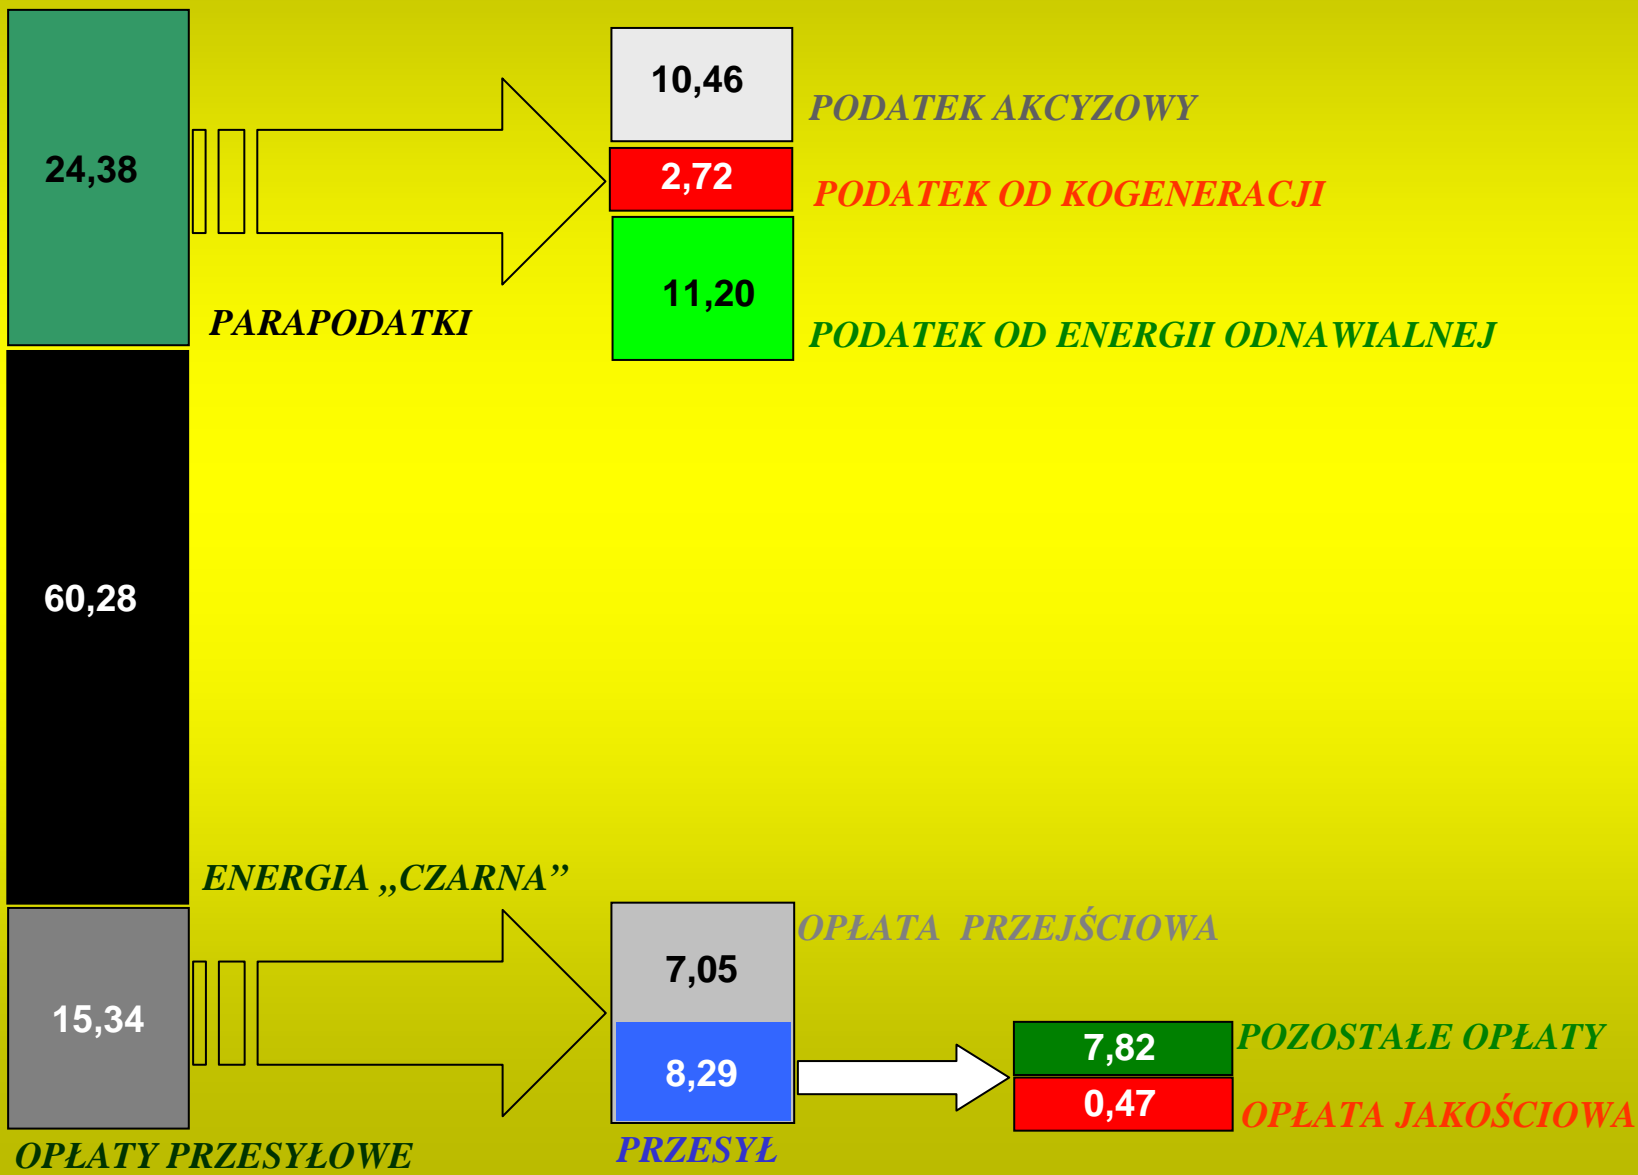 24,38
PARAPODATKI
10,46
PODATEK AKCYZOWY
2,72
PODATEK OD KOGENERACJI
11,20
PODATEK OD ENERGII ODNAWIALNEJ
60,28
ENERGIA „CZARNA”
15,34
OPŁATY PRZESYŁOWE
7,05
OPŁATA PRZEJŚCIOWA
8,29
PRZESYŁ
7,82
POZOSTAŁE OPŁATY
0,47
OPŁATA JAKOŚCIOWA